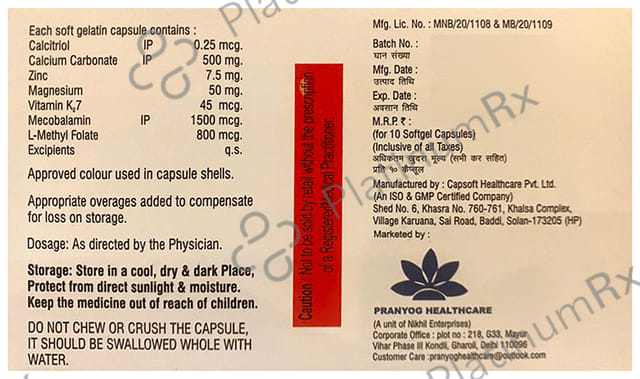 Each soft gelatin capsule contains :
Calcitriol IP 0.25 mcg.
Calcium Carbonate IP 500 mg.
Zinc 7.5 mg.
Magnesium 50 mg.
Vitamin K27 45 mcg.
Mecobalamin IP 1500 mcg.
L-Methyl Folate 800 mcg.
Excipients q.s.
Approved colour used in capsule shells.
Appropriate overages added to compensate
for loss on storage.
Dosage: As directed by the Physician.
Storage: Store in a cool, dry & dark Place,
Protect from direct sunlight & moisture.
Keep the medicine out of reach of children.
DO NOT CHEW OR CRUSH THE CAPSULE,
IT SHOULD BE SWALLOWED WHOLE WITH
WATER.
Caution : Not to be sold by retail without the prescription
of a Registerend Medical Practitioner.
Mfg. Lic. No. : MNB/20/1108 & MB/20/1109
Batch No. :
घान संख्या
Mfg. Date :
उत्पाद तिथि
Exp. Date :
अवसान तिथि
M.R.P ₹ :
(for 10 Softgel Capsules)
(Inclusive of all Taxes)
अधिकतम खुदरा मूल्य (सभी कर सहित)
प्रति १० कैप्सूल
Manufactured by : Capsoft Healthcare Pvt. Ltd.
(An ISO & GMP Certified Company)
Shed No. 6, Khasra No. 760-761, Khalsa Complex,
Village Karuana, Sai Road, Baddi, Solan-173205 (HP)
Marketed by :
PRANYOG HEALTHCARE
(A unit of Nikhil Enterprises)
Corporate Office : plot no : 218, G33, Mayur
Vihar Phase III Kondli, Gharoli, Delhi 110096
Customer Care :pranyoghealthcare@outlook.com
PlatinumRx
PlatinumRx
PlatinumRx